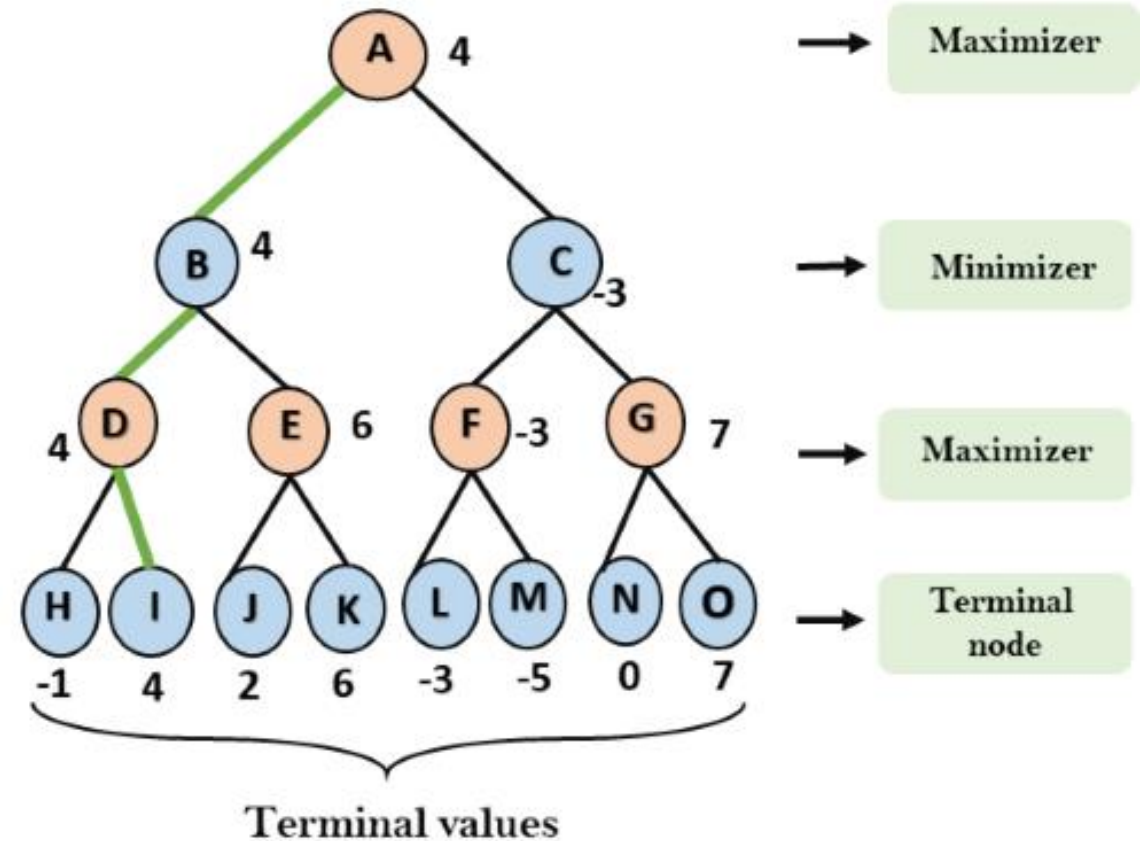 A 4 Maximizer
B 4 C -3 Minimizer
D 4 E 6 F -3 G 7 Maximizer
H I J K L M N O Terminal
node
-1 4 2 6 -3 -5 0 7
Terminal values